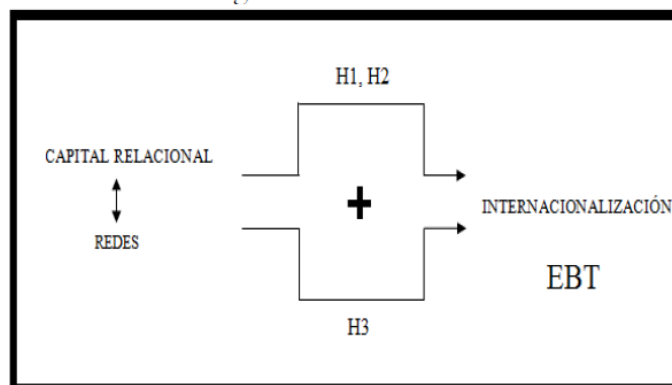 H1, H2
CAPITAL RELACIONAL
+
INTERNACIONALIZACIÓN
REDES
EBT
H3